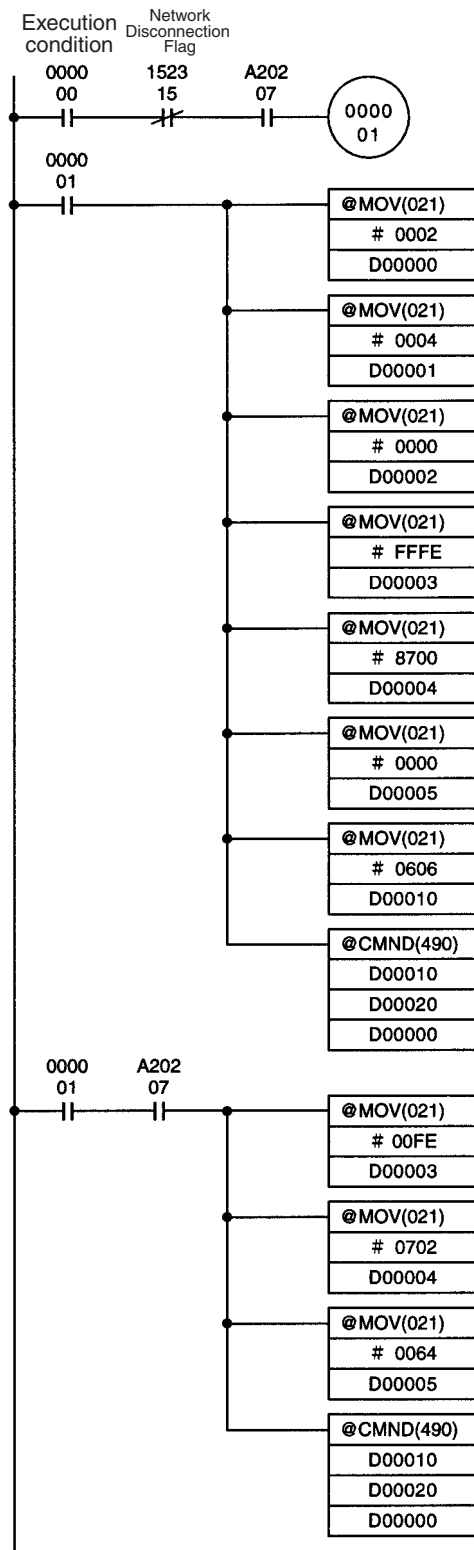 Execution condition
Network Disconnection Flag
0000 1523 A202
00 15 07
0000
01
0000
01
@MOV(021)
# 0002
D00000
@MOV(021)
# 0004
D00001
@MOV(021)
# 0000
D00002
@MOV(021)
# FFFE
D00003
@MOV(021)
# 8700
D00004
@MOV(021)
# 0000
D00005
@MOV(021)
# 0606
D00010
@CMND(490)
D00010
D00020
D00000
0000 A202
01 07
@MOV(021)
# 00FE
D00003
@MOV(021)
# 0702
D00004
@MOV(021)
# 0064
D00005
@CMND(490)
D00010
D00020
D00000